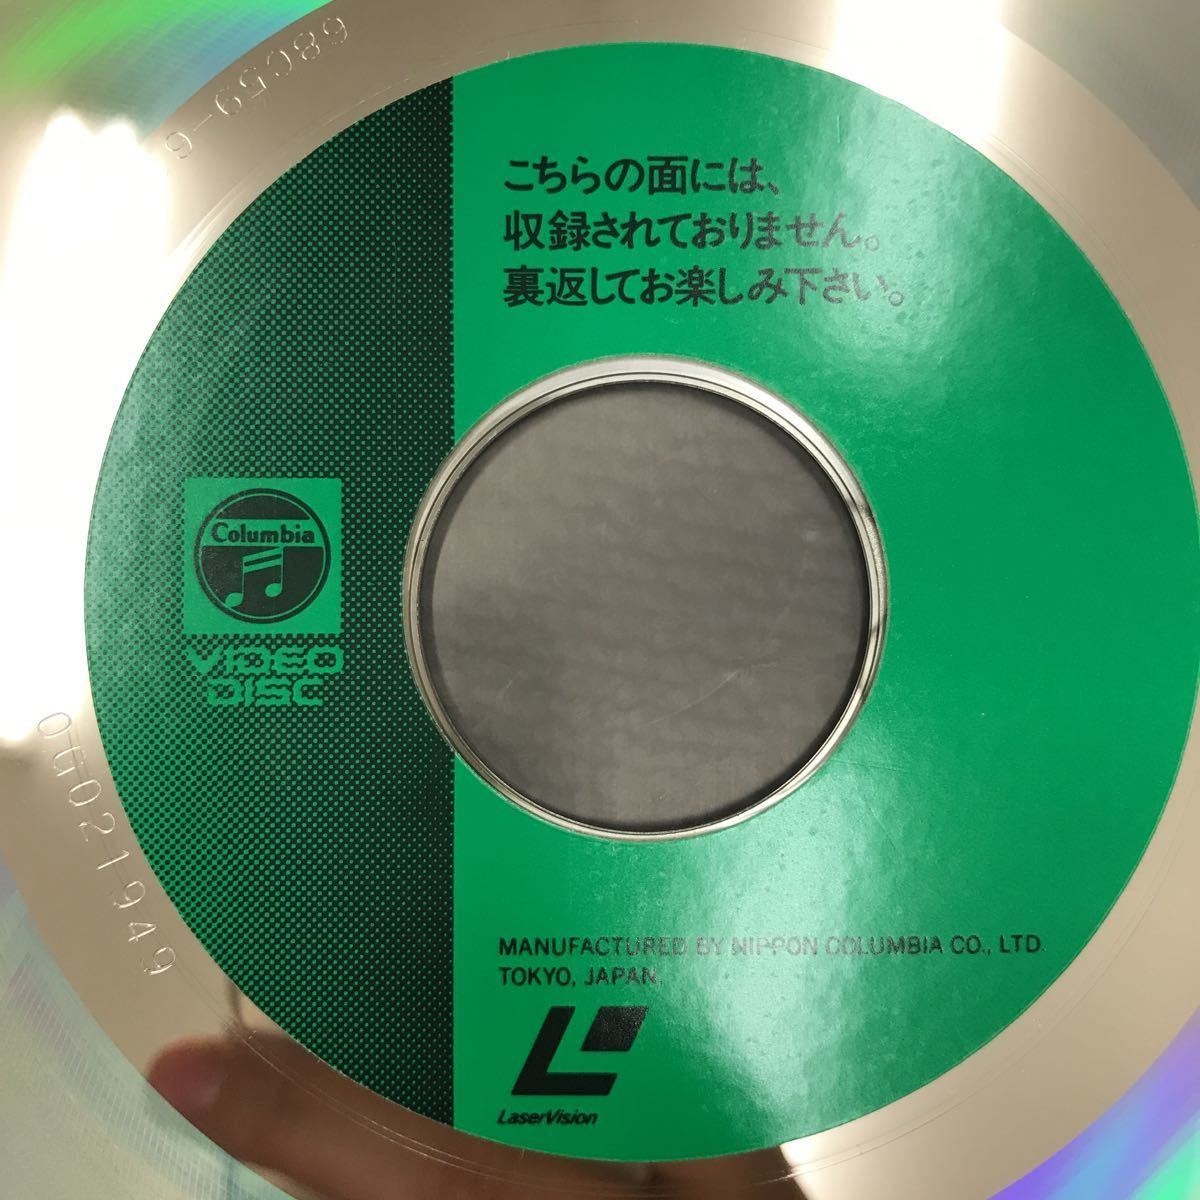 68C59-6
こちらの面には、
収録されておりません。
裏返してお楽しみ下さい。
Columbia
VIDEO
DISC
0U021949
MANUFACTURED BY NIPPON COLUMBIA CO., LTD.
TOKYO, JAPAN.
LaserVision